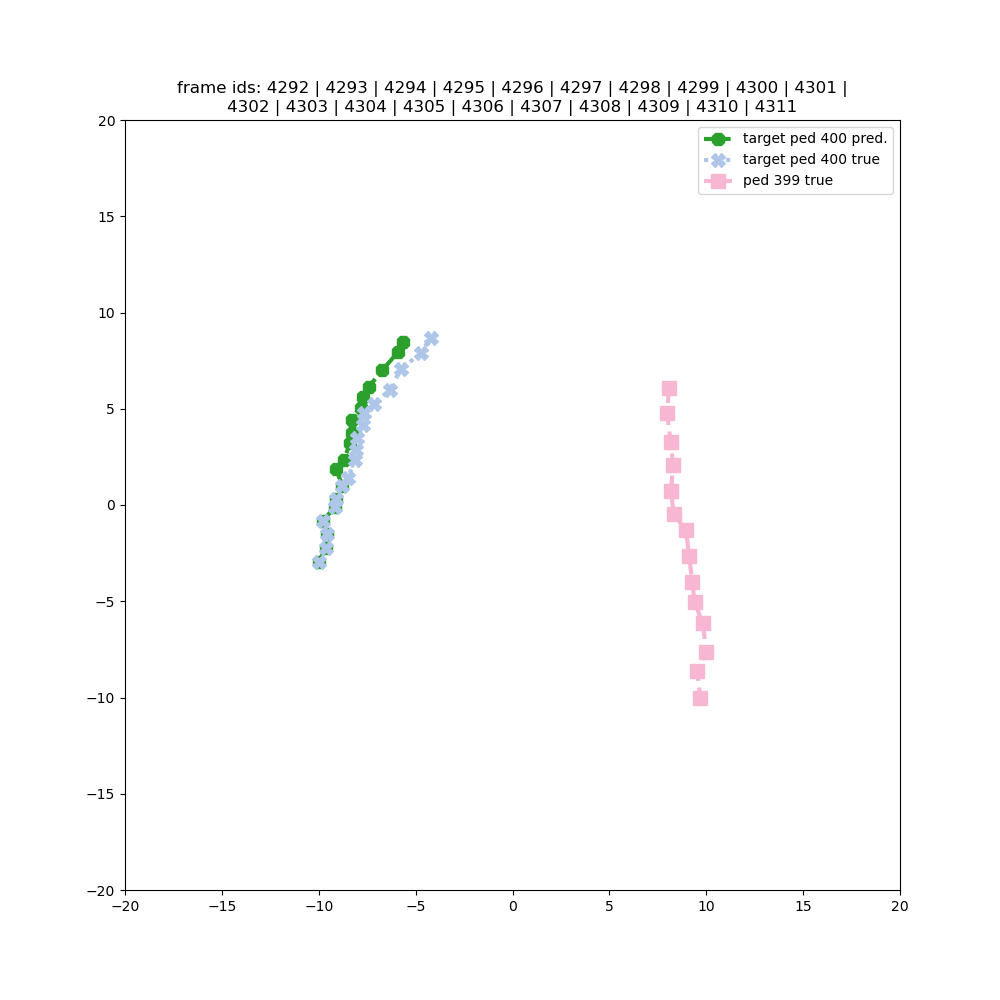 frame ids: 4292 | 4293 | 4294 | 4295 | 4296 | 4297 | 4298 | 4299 | 4300 | 4301 |
4302 | 4303 | 4304 | 4305 | 4306 | 4307 | 4308 | 4309 | 4310 | 4311
target ped 400 pred.
target ped 400 true
ped 399 true
20
15
10
5
0
−5
−10
−15
−20
−20 −15 −10 −5 0 5 10 15 20